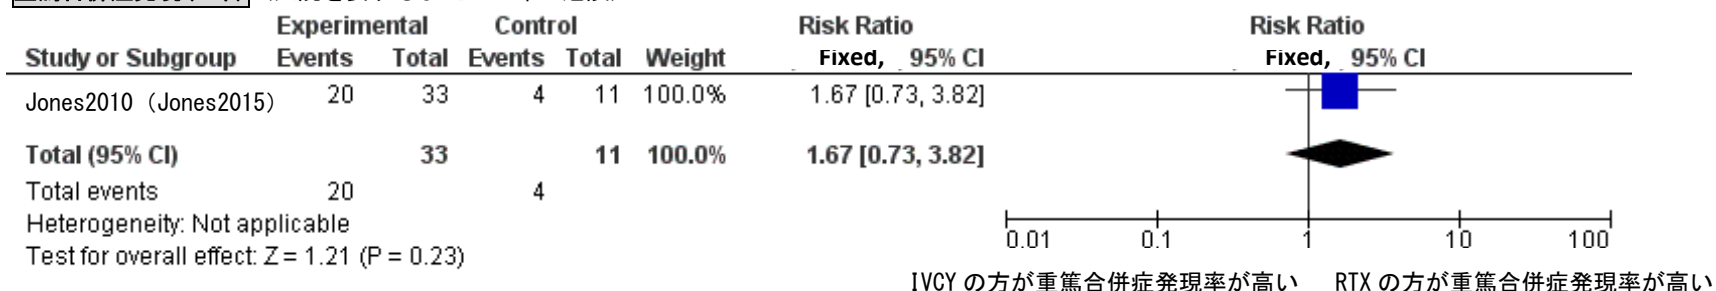 Experimental Control Risk Ratio Risk Ratio
Study or Subgroup Events Total Events Total Weight Fixed, 95% CI Fixed, 95% CI
Jones2010 (Jones2015) 20 33 4 11 100.0% 1.67 [0.73, 3.82]
Total (95% CI) 33 11 100.0% 1.67 [0.73, 3.82]
Total events 20 4
Heterogeneity: Not applicable
Test for overall effect: Z = 1.21 (P = 0.23)
0.01 0.1 1 10 100
IVCY の方が重篤合併症発現率が高い RTX の方が重篤合併症発現率が高い